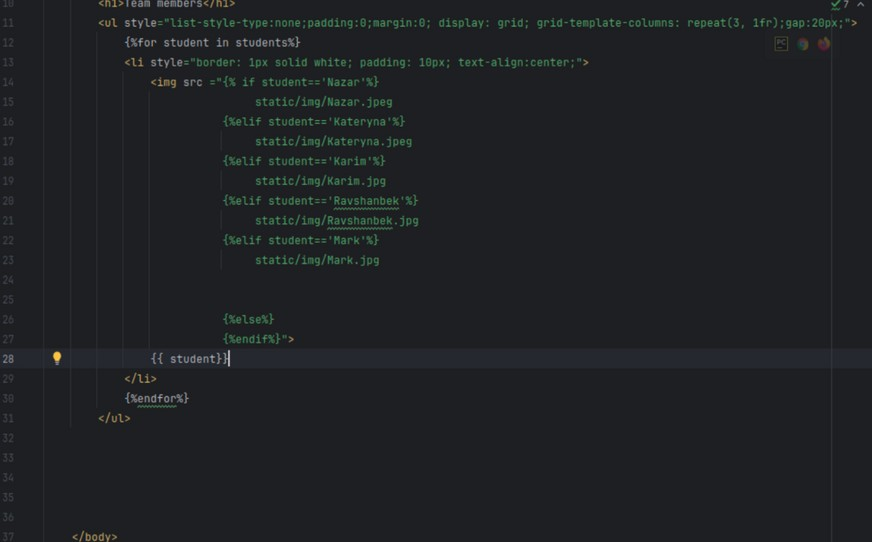 10 <h1>Team members</h1>
7
11 <ul style="list-style-type:none;padding:0;margin:0; display: grid; grid-template-columns: repeat(3, 1fr);gap:20px;">
12 {%for student in students%}
PC
13 <li style="border: 1px solid white; padding: 10px; text-align:center;">
14 <img src ="{% if student=='Nazar'%}
15 static/img/Nazar.jpeg
16 {%elif student=='Kateryna'%}
17 static/img/Kateryna.jpeg
18 {%elif student=='Karim'%}
19 static/img/Karim.jpg
20 {%elif student=='Ravshanbek'%}
21 static/img/Ravshanbek.jpg
22 {%elif student=='Mark'%}
23 static/img/Mark.jpg
24
25
26 {%else%}
27 {%endif%}">
28 {{ student}}
29 </li>
30 {%endfor%}
31 </ul>
32
33
34
35
36
37 </body>